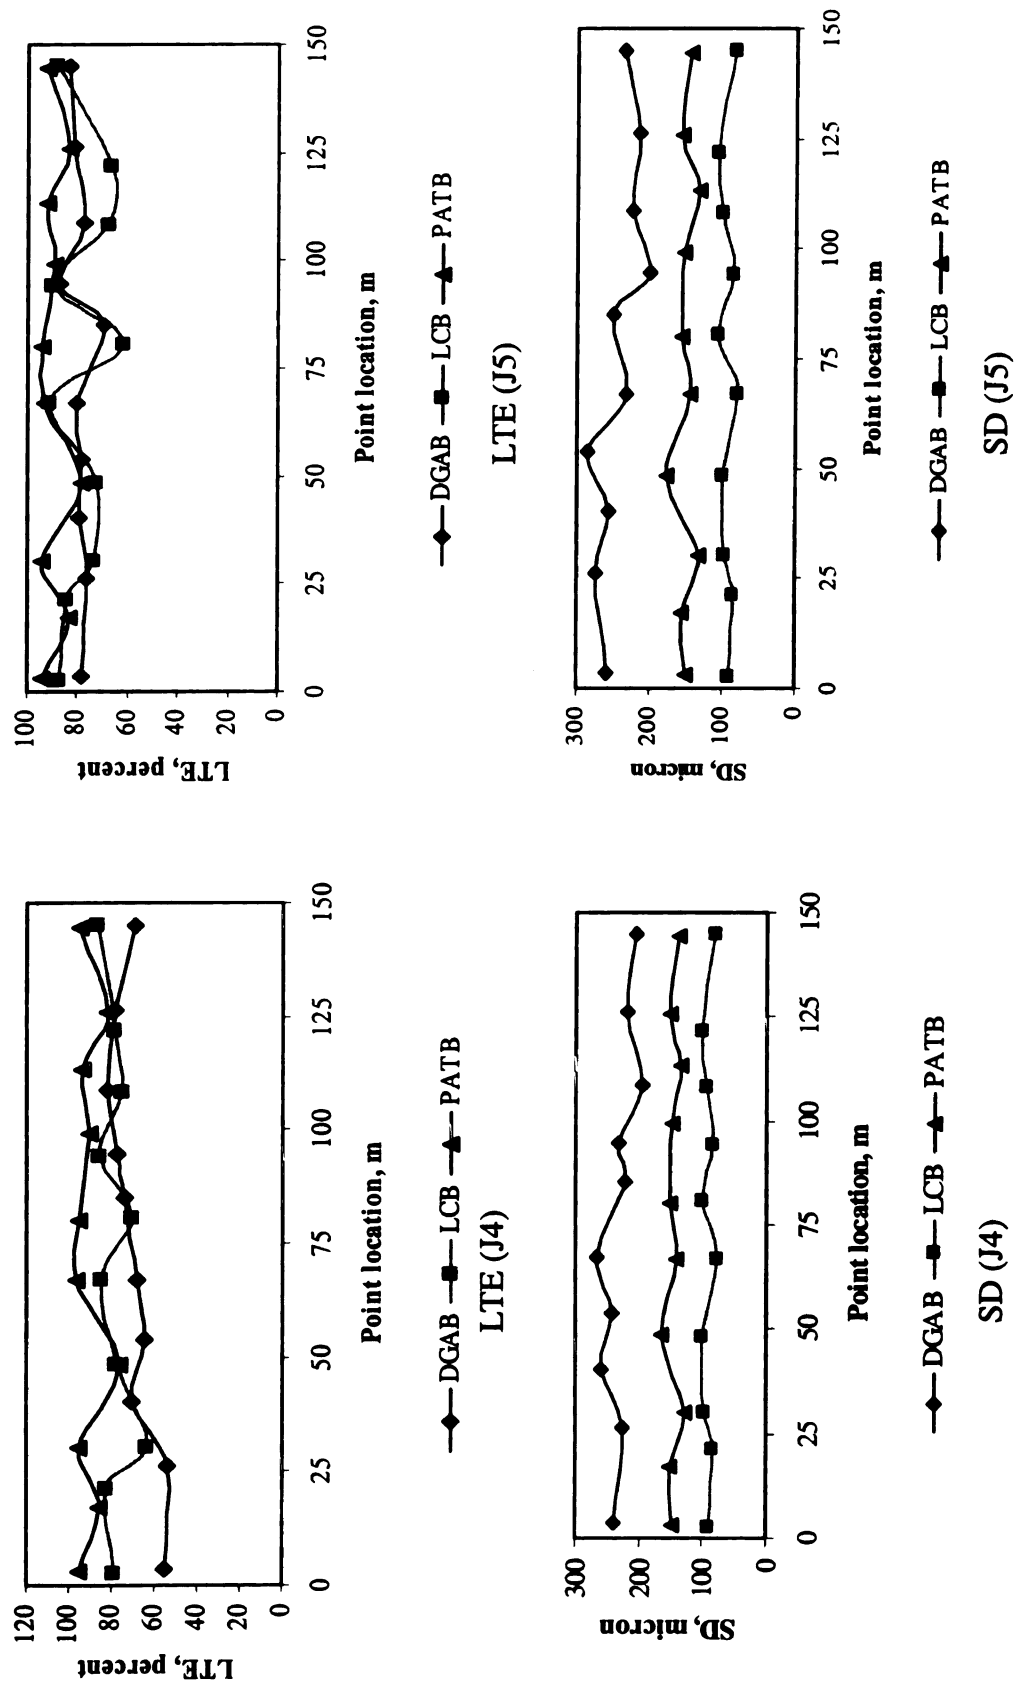 120
100
80
60
40
20
0
LTE, percent
0 25 50 75 100 125 150
Point location, m
DGAB LCB PATB
LTE (J4)
100
80
60
40
20
0
LTE, percent
0 25 50 75 100 125 150
Point location, m
DGAB LCB PATB
LTE (J5)
300
200
100
0
SD, micron
0 25 50 75 100 125 150
Point location, m
DGAB LCB PATB
SD (J4)
300
200
100
0
SD, micron
0 25 50 75 100 125 150
Point location, m
DGAB LCB PATB
SD (J5)